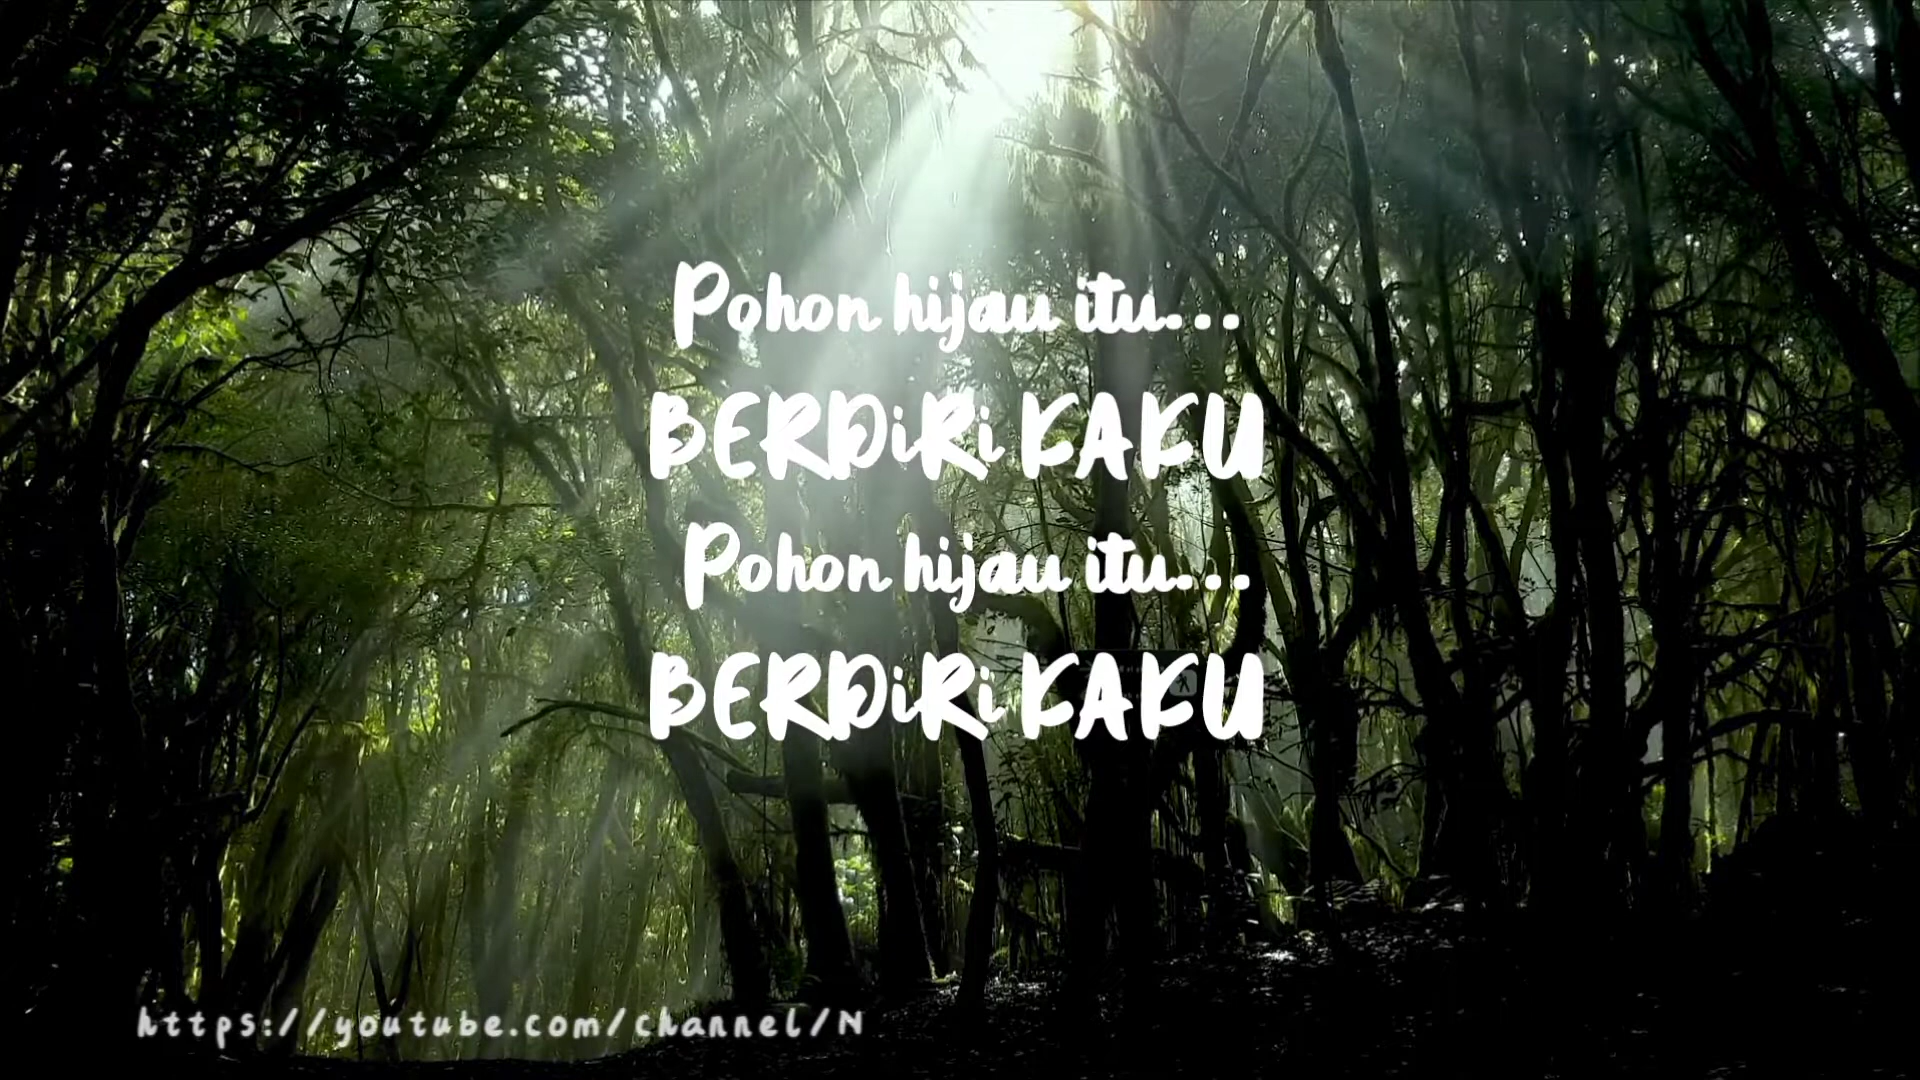 Pohon hijau itu...
BERDiRi KAKU
Pohon hijau itu...
BERDiRi KAKU
https://youtube.com/channel/N